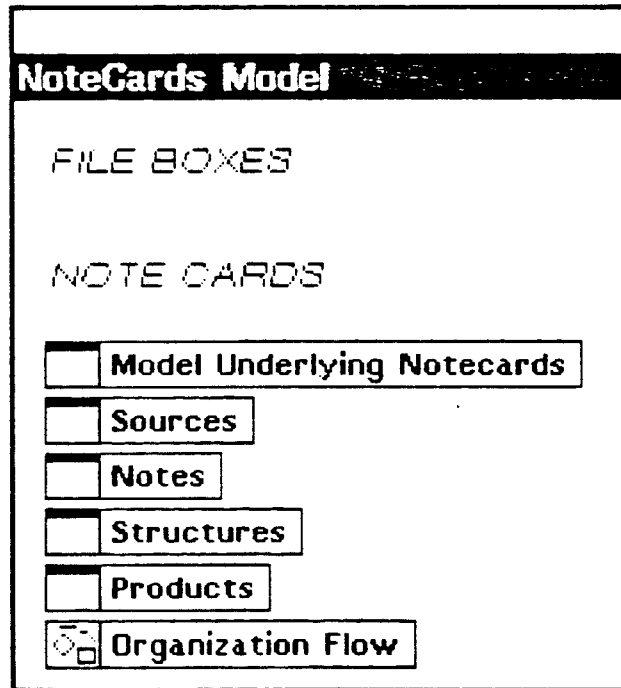 NoteCards Model
FILE BOXES
NOTE CARDS
Model Underlying Notecards
Sources
Notes
Structures
Products
Organization Flow